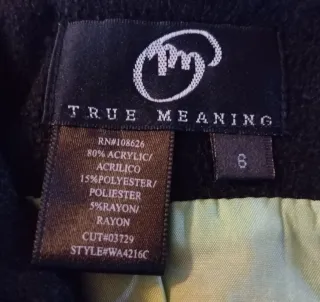 TRUE MEANING
RN#108626
80% ACRYLIC/
ACRILICO
15%POLYESTER/
POLIESTER
5%RAYON/
RAYON
CUT#03729
STYLE#WA4216C
6